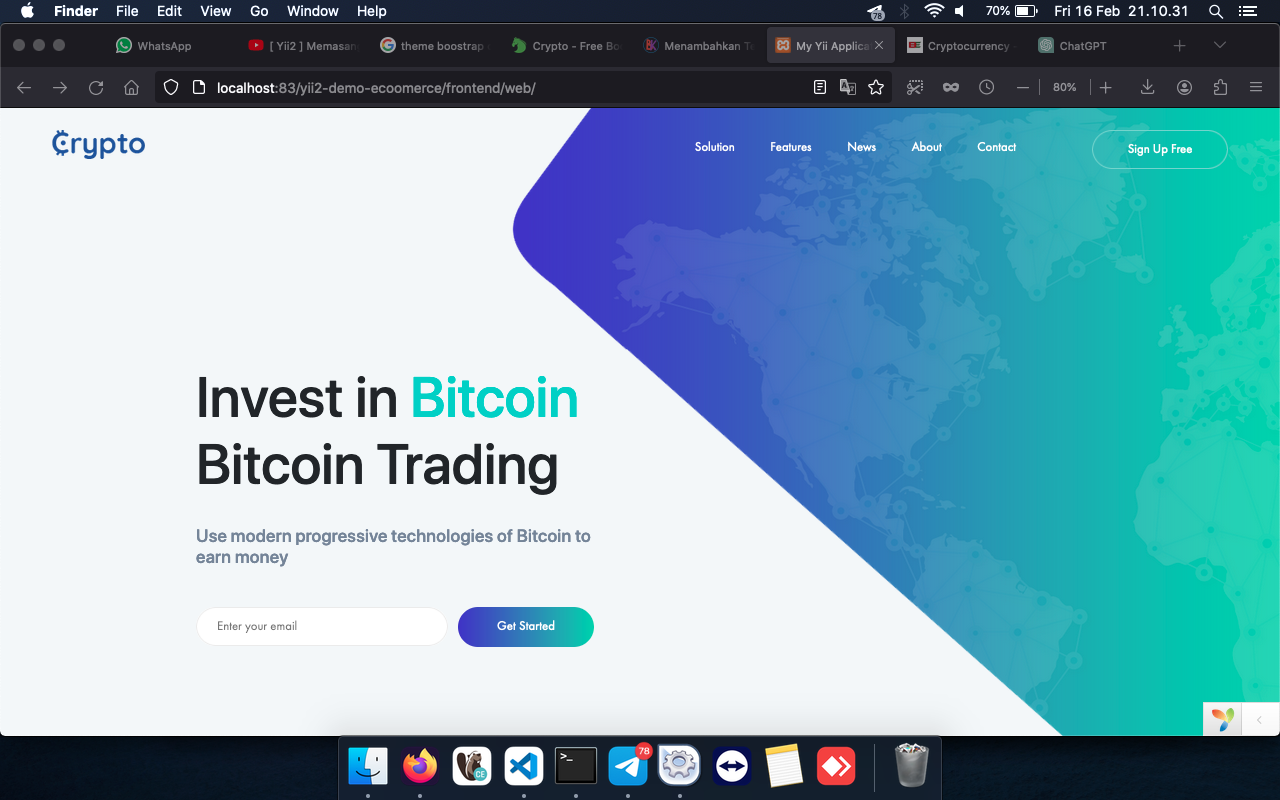 Finder File Edit View Go Window Help 78 70% Fri 16 Feb 21.10.31
WhatsApp [ Yii2 ] Memasan theme boostrap Crypto - Free Bo Menambahkan Te My Yii Applica Cryptocurrency ChatGPT
localhost:83/yii2-demo-ecoomerce/frontend/web/ 80%
Crypto Solution Features News About Contact Sign Up Free
Invest in Bitcoin
Bitcoin Trading
Use modern progressive technologies of Bitcoin to
earn money
Enter your email Get Started
CE >_ 78